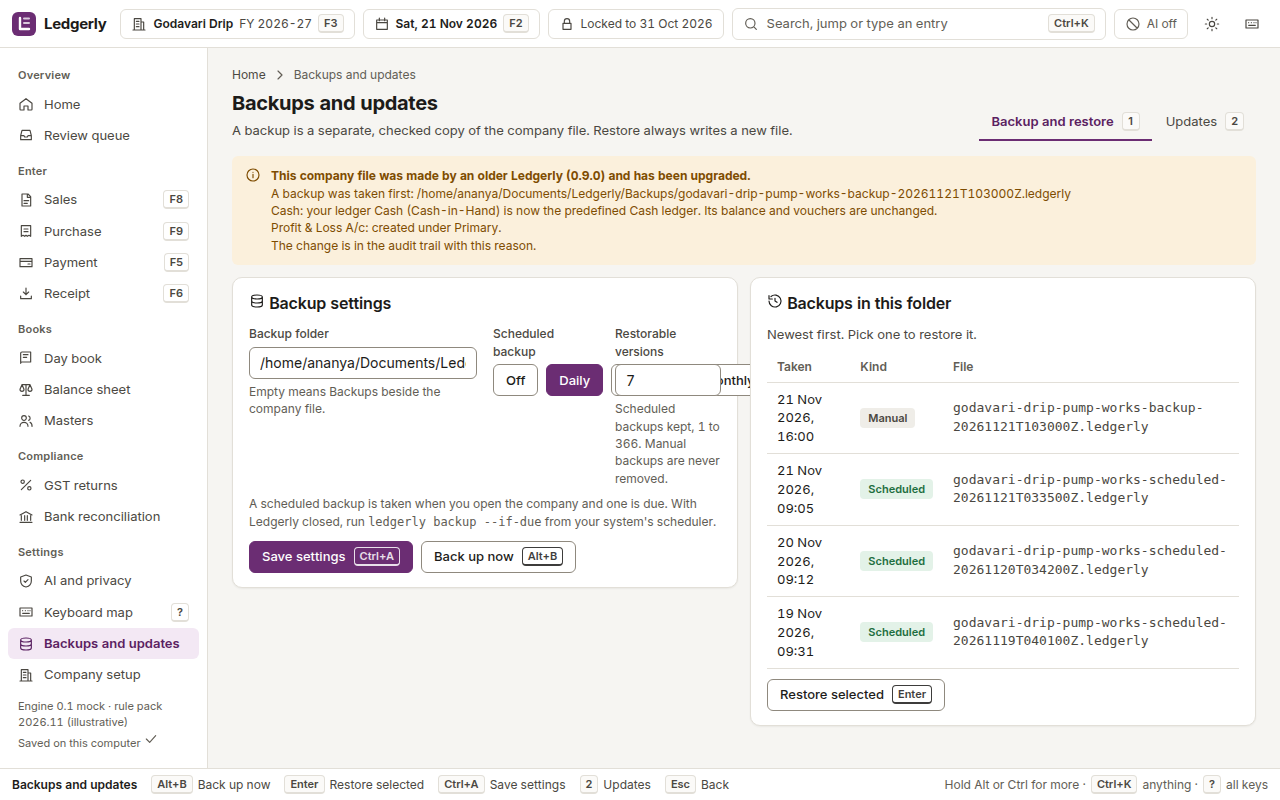 Ledgerly
Godavari Drip FY 2026-27 F3
Sat, 21 Nov 2026 F2
Locked to 31 Oct 2026
Search, jump or type an entry Ctrl+K
AI off
Overview
Home
Review queue
Enter
Sales F8
Purchase F9
Payment F5
Receipt F6
Books
Day book
Balance sheet
Masters
Compliance
GST returns
Bank reconciliation
Settings
AI and privacy
Keyboard map ?
Backups and updates
Company setup
Engine 0.1 mock · rule pack
2026.11 (illustrative)
Saved on this computer
Home > Backups and updates
Backups and updates
A backup is a separate, checked copy of the company file. Restore always writes a new file.
Backup and restore 1
Updates 2
This company file was made by an older Ledgerly (0.9.0) and has been upgraded.
A backup was taken first: /home/ananya/Documents/Ledgerly/Backups/godavari-drip-pump-works-backup-20261121T103000Z.ledgerly
Cash: your ledger Cash (Cash-in-Hand) is now the predefined Cash ledger. Its balance and vouchers are unchanged.
Profit & Loss A/c: created under Primary.
The change is in the audit trail with this reason.
Backup settings
Backup folder
/home/ananya/Documents/Led
Empty means Backups beside the
company file.
Scheduled
backup
Off Daily
Restorable
versions
7
Scheduled
backups kept, 1 to
366. Manual
backups are never
removed.
A scheduled backup is taken when you open the company and one is due. With
Ledgerly closed, run ledgerly backup --if-due from your system's scheduler.
Save settings Ctrl+A
Back up now Alt+B
Backups in this folder
Newest first. Pick one to restore it.
Taken Kind File
21 Nov
2026,
16:00
Manual
godavari-drip-pump-works-backup-
20261121T103000Z.ledgerly
21 Nov
2026,
09:05
Scheduled
godavari-drip-pump-works-scheduled-
20261121T033500Z.ledgerly
20 Nov
2026,
09:12
Scheduled
godavari-drip-pump-works-scheduled-
20261120T034200Z.ledgerly
19 Nov
2026,
09:31
Scheduled
godavari-drip-pump-works-scheduled-
20261119T040100Z.ledgerly
Restore selected Enter
Backups and updates Alt+B Back up now Enter Restore selected Ctrl+A Save settings 2 Updates Esc Back
Hold Alt or Ctrl for more · Ctrl+K anything · ? all keys